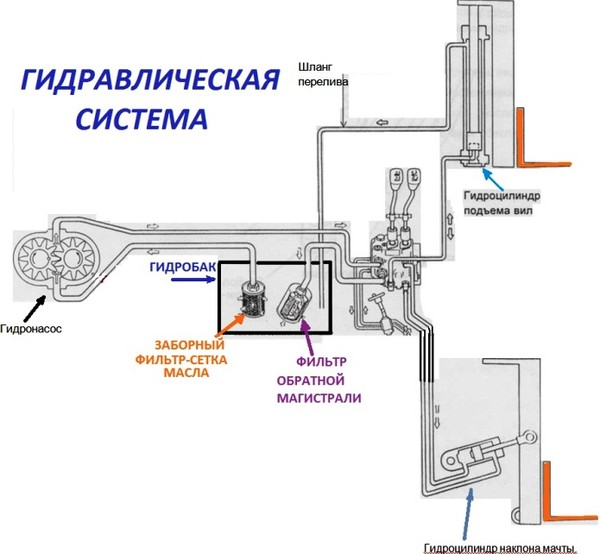 ГИДРАВЛИЧЕСКАЯ
СИСТЕМА
Шланг
перелива
Гидроцилиндр
подъема вил
ГИДРОБАК
Гидронасос
ЗАБОРНЫЙ
ФИЛЬТР-СЕТКА
МАСЛА
ФИЛЬТР
ОБРАТНОЙ
МАГИСТРАЛИ
Гидроцилиндр наклона мачты.